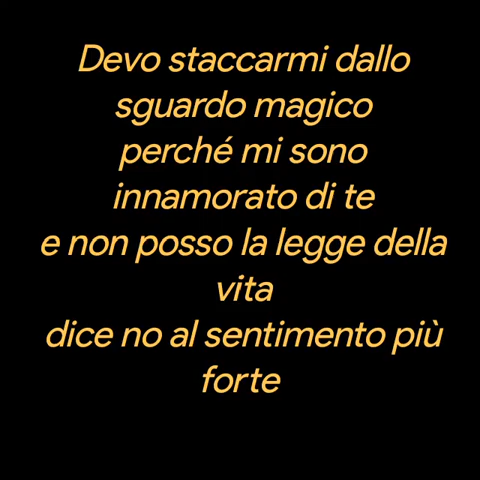 Devo staccarmi dallo
sguardo magico
perché mi sono
innamorato di te
e non posso la legge della
vita
dice no al sentimento più
forte